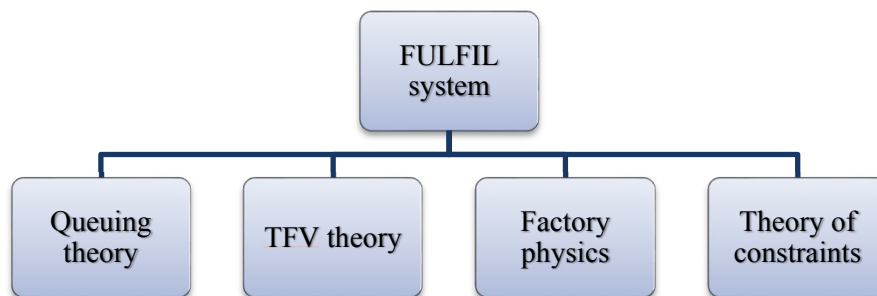 FULFIL
system
Queuing
theory
TFV theory
Factory
physics
Theory of
constraints